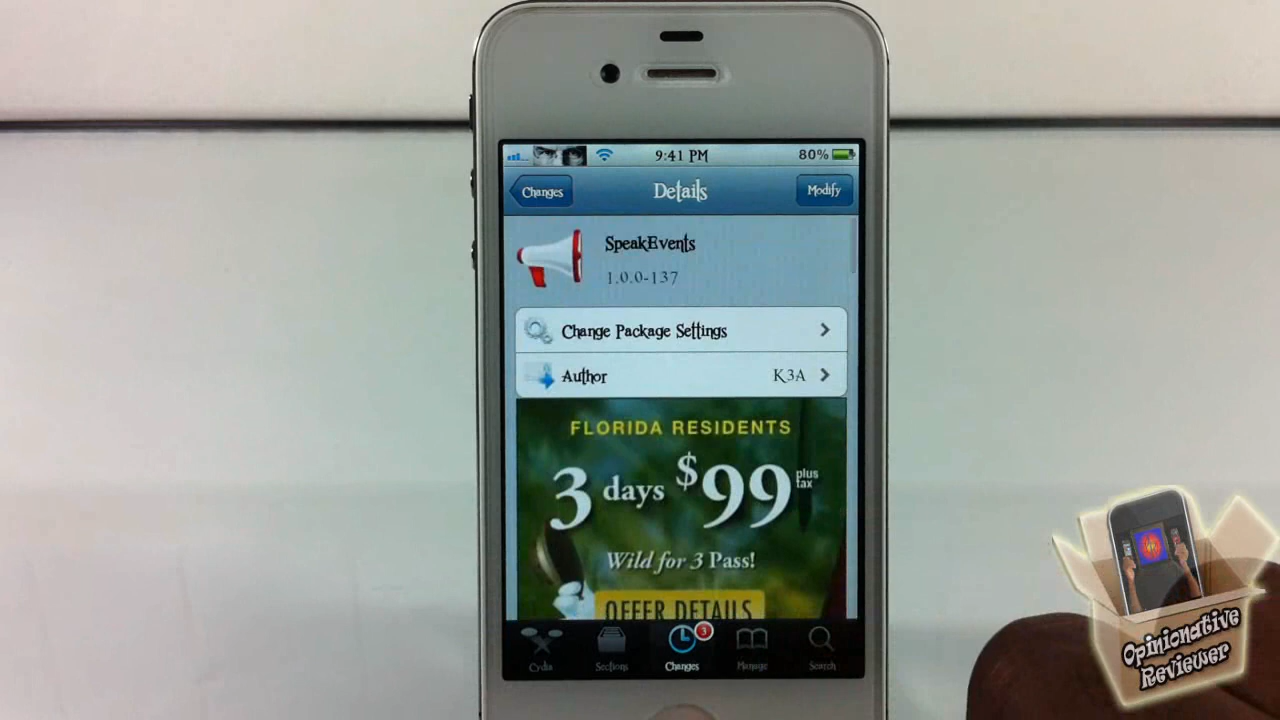 9:41 PM
80%
Changes
Details
Modify
SpeakEvents
1.0.0-137
Change Package Settings
Author
K3A
FLORIDA RESIDENTS
3 days $99 plus tax
Wild for 3 Pass!
OFFER DETAILS
3
Cydia
Sections
Changes
Manage
Search
Opinionative
Reviewer